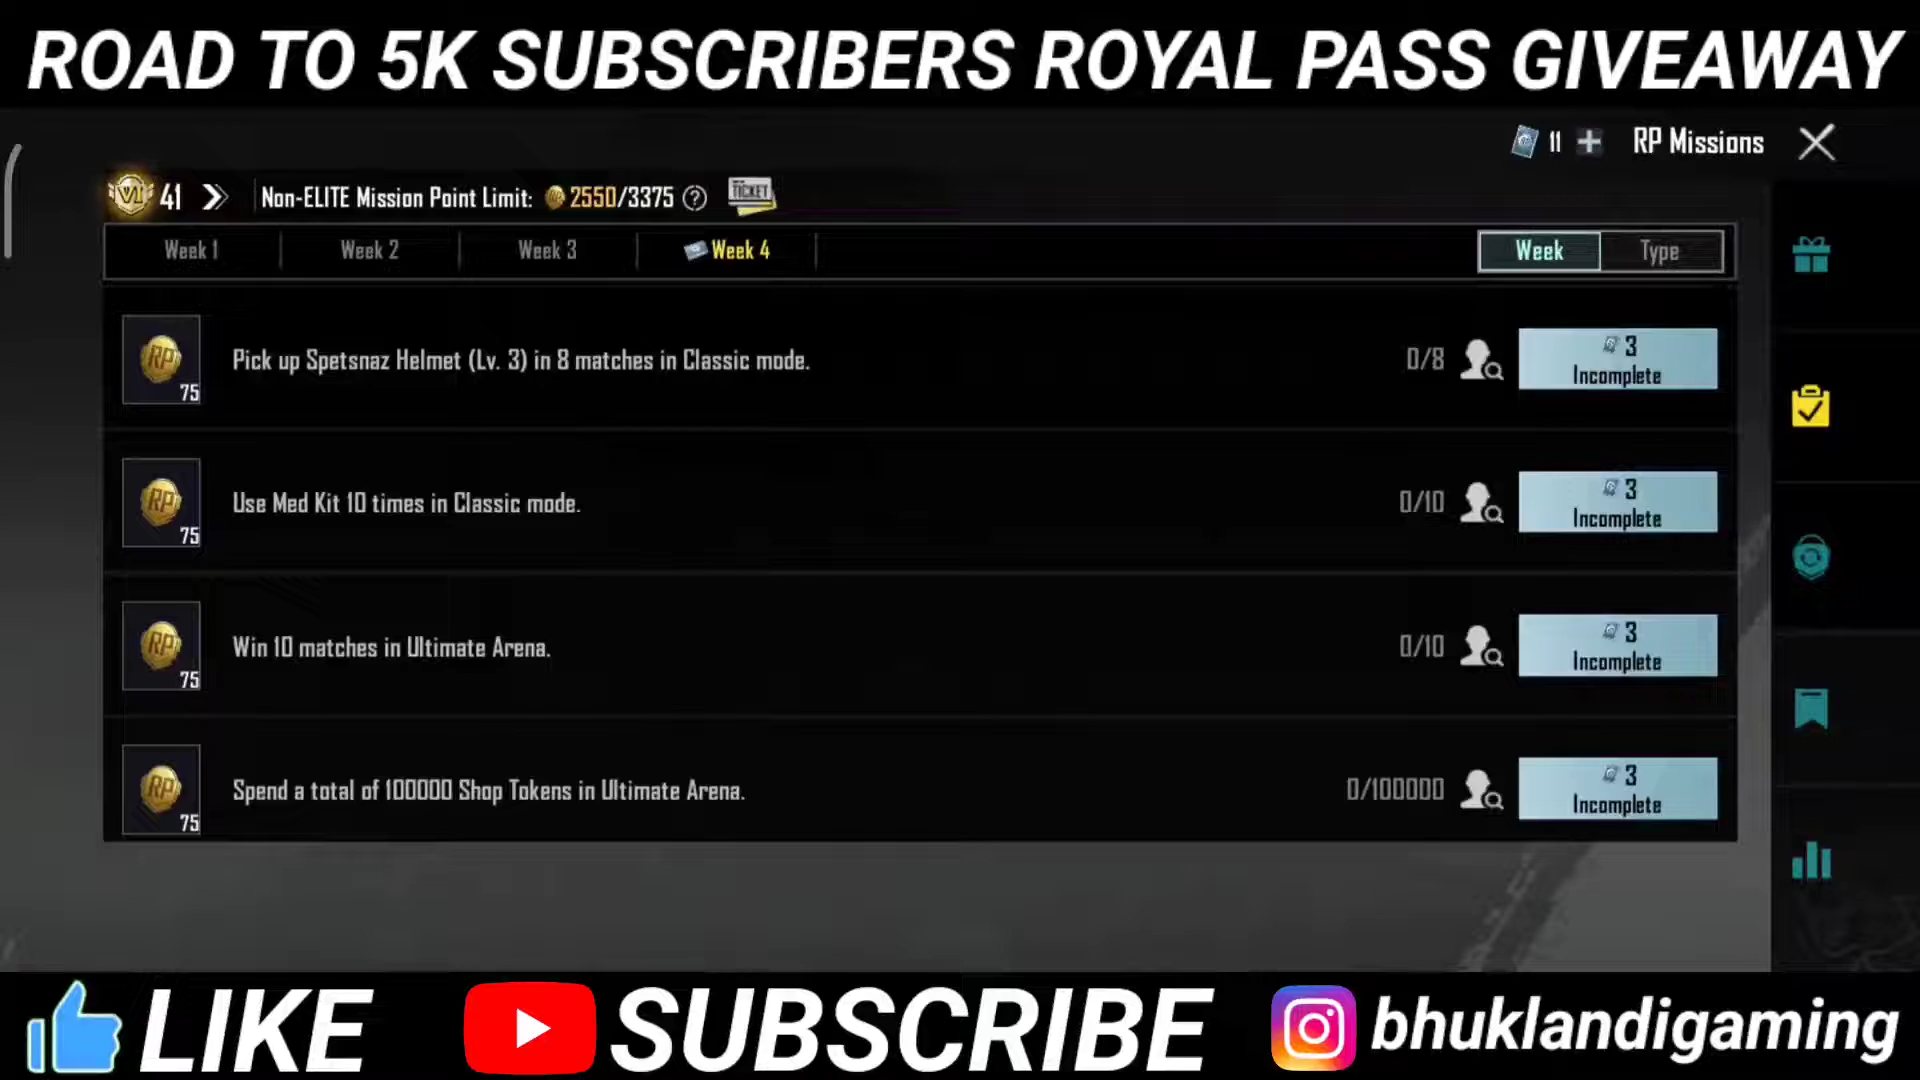 ROAD TO 5K SUBSCRIBERS ROYAL PASS GIVEAWAY
11 RP Missions
VI 41 Non-ELITE Mission Point Limit: 2550/3375 ? TICKET
Week 1 Week 2 Week 3 Week 4 Week Type
RP 75 Pick up Spetsnaz Helmet (Lv. 3) in 8 matches in Classic mode. 0/8 3
Incomplete
RP 75 Use Med Kit 10 times in Classic mode. 0/10 3
Incomplete
RP 75 Win 10 matches in Ultimate Arena. 0/10 3
Incomplete
RP 75 Spend a total of 100000 Shop Tokens in Ultimate Arena. 0/100000 3
Incomplete
LIKE SUBSCRIBE bhuklandigaming